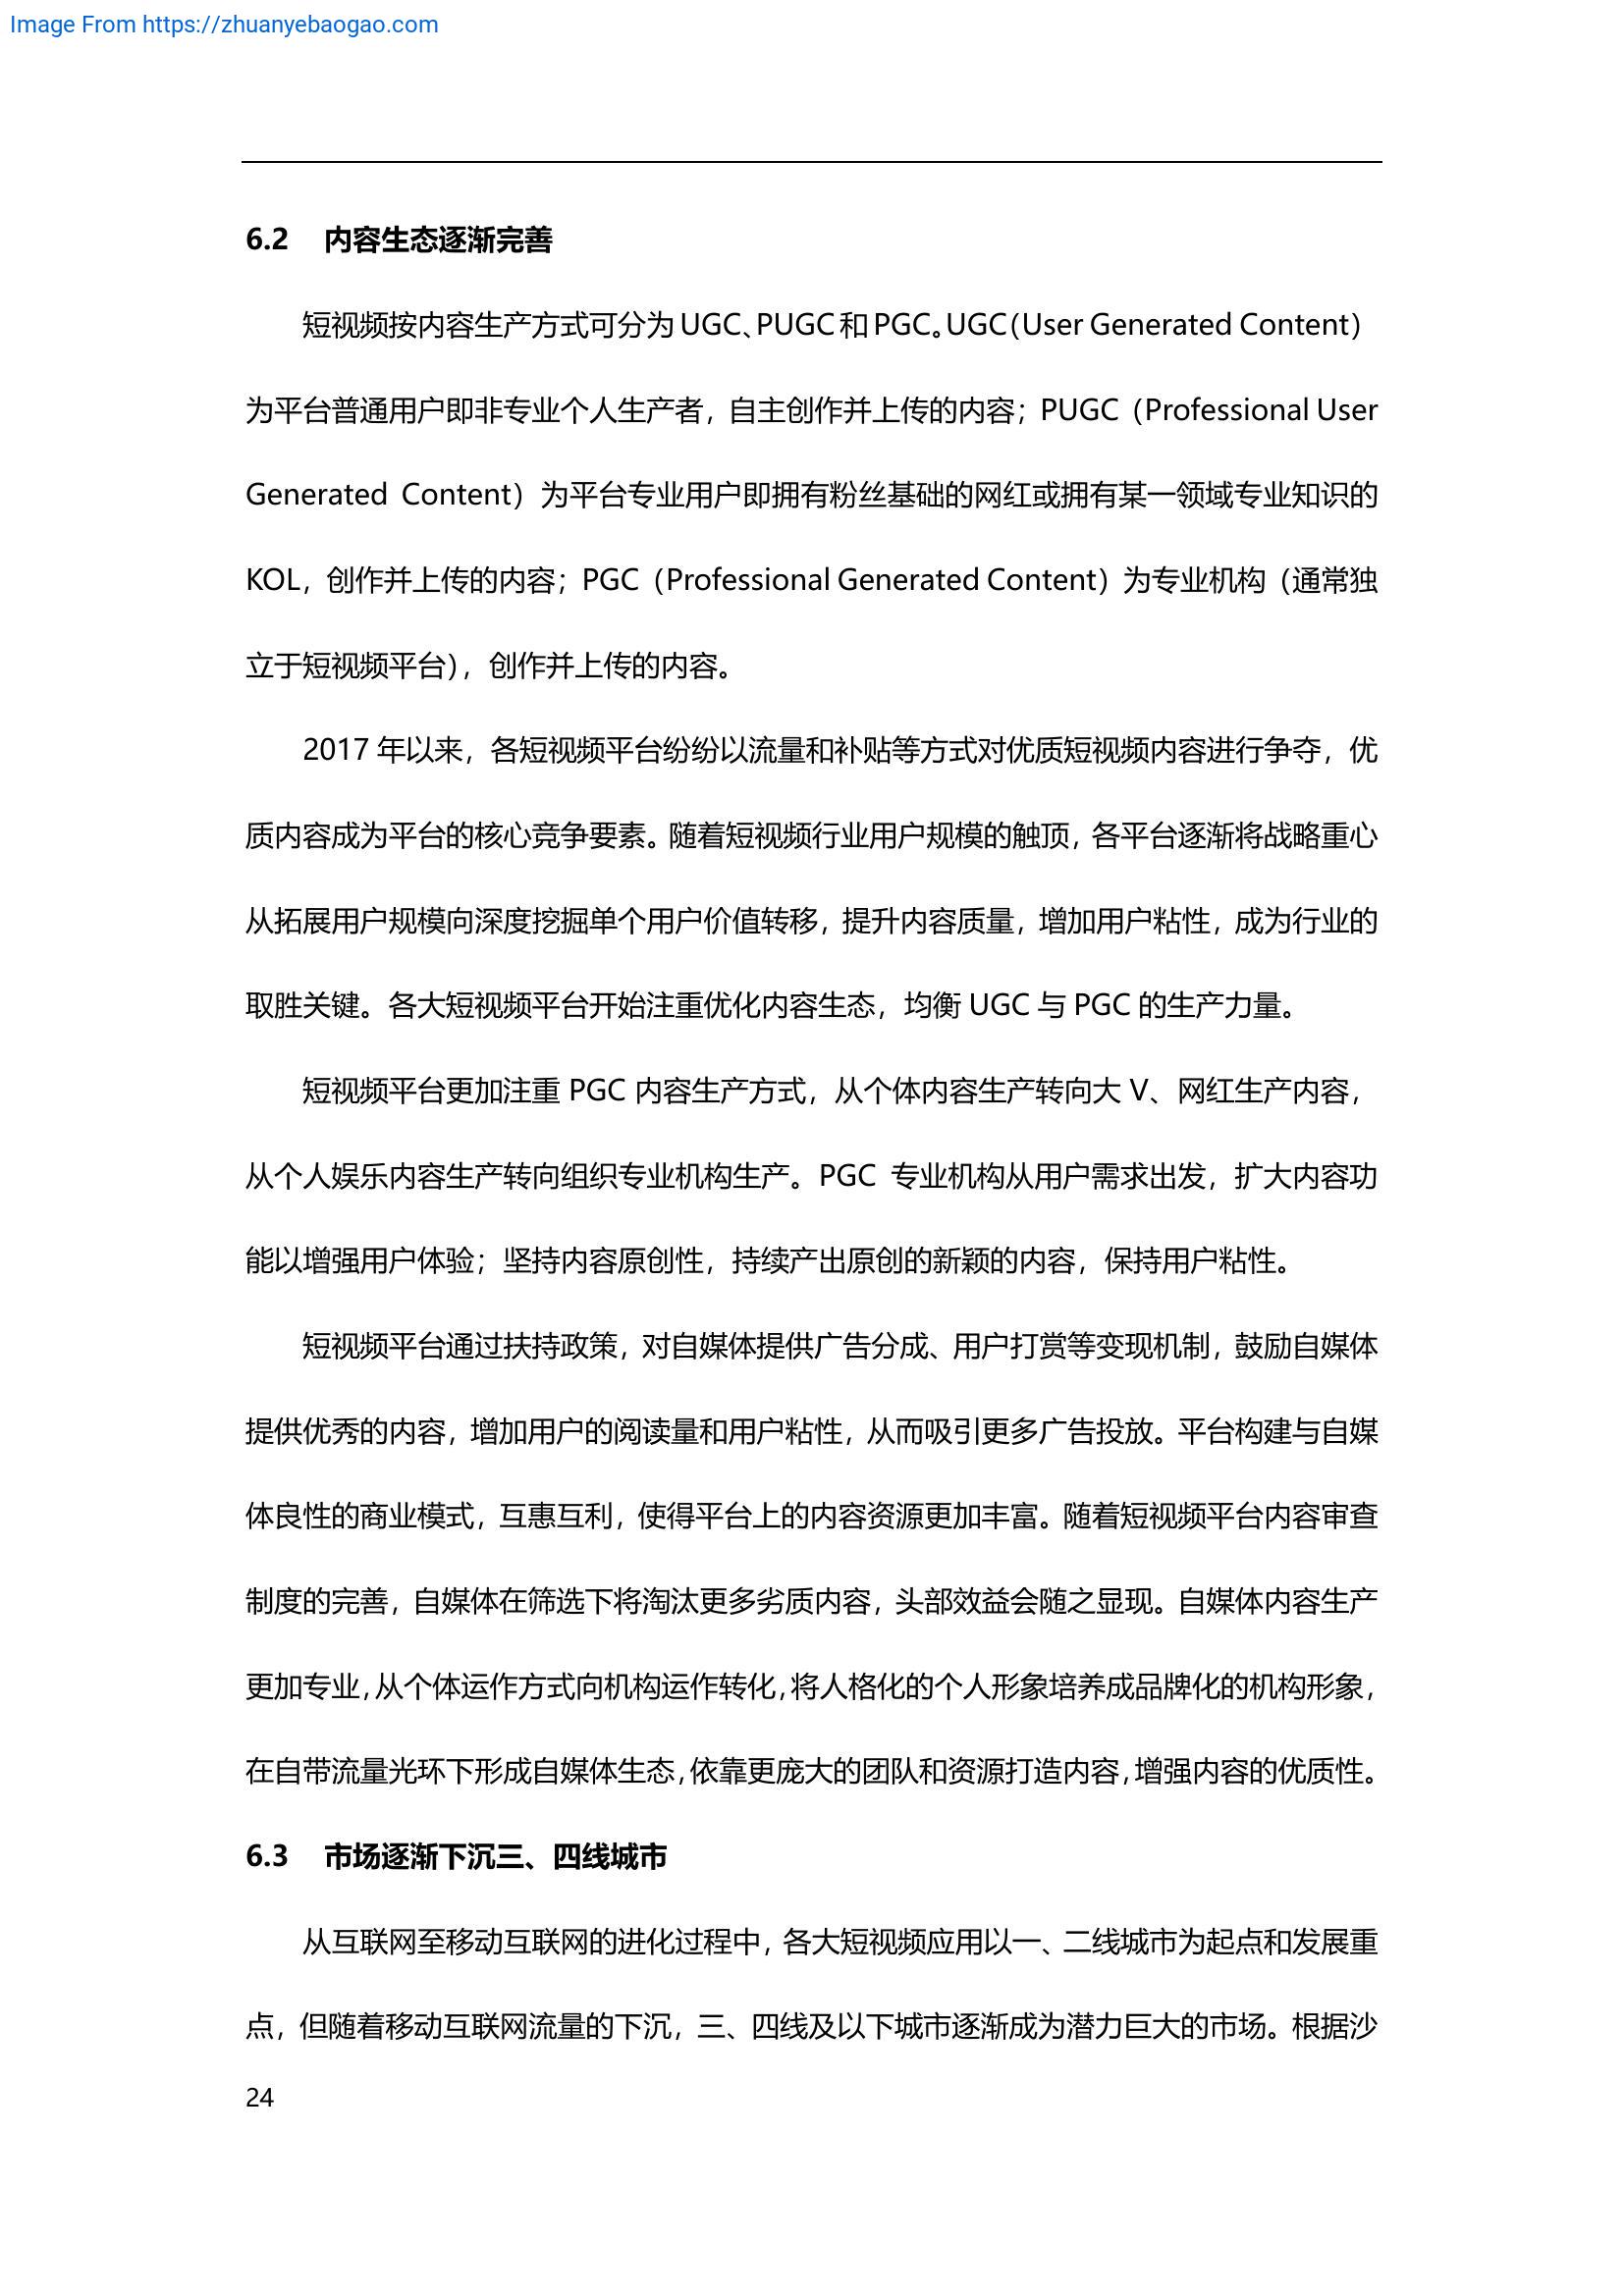 Image From https://zhuanyebaogao.com
6.2 内容生态逐渐完善
短视频按内容生产方式可分为 UGC、PUGC 和 PGC。UGC（User Generated Content）
为平台普通用户即非专业个人生产者，自主创作并上传的内容；PUGC（Professional User
Generated Content）为平台专业用户即拥有粉丝基础的网红或拥有某一领域专业知识的
KOL，创作并上传的内容；PGC（Professional Generated Content）为专业机构（通常独
立于短视频平台），创作并上传的内容。
2017 年以来，各短视频平台纷纷以流量和补贴等方式对优质短视频内容进行争夺，优
质内容成为平台的核心竞争要素。随着短视频行业用户规模的触顶，各平台逐渐将战略重心
从拓展用户规模向深度挖掘单个用户价值转移，提升内容质量，增加用户粘性，成为行业的
取胜关键。各大短视频平台开始注重优化内容生态，均衡 UGC 与 PGC 的生产力量。
短视频平台更加注重 PGC 内容生产方式，从个体内容生产转向大 V、网红生产内容，
从个人娱乐内容生产转向组织专业机构生产。PGC 专业机构从用户需求出发，扩大内容功
能以增强用户体验；坚持内容原创性，持续产出原创的新颖的内容，保持用户粘性。
短视频平台通过扶持政策，对自媒体提供广告分成、用户打赏等变现机制，鼓励自媒体
提供优秀的内容，增加用户的阅读量和用户粘性，从而吸引更多广告投放。平台构建与自媒
体良性的商业模式，互惠互利，使得平台上的内容资源更加丰富。随着短视频平台内容审查
制度的完善，自媒体在筛选下将淘汰更多劣质内容，头部效益会随之显现。自媒体内容生产
更加专业，从个体运作方式向机构运作转化，将人格化的个人形象培养成品牌化的机构形象，
在自带流量光环下形成自媒体生态，依靠更庞大的团队和资源打造内容，增强内容的优质性。
6.3 市场逐渐下沉三、四线城市
从互联网至移动互联网的进化过程中，各大短视频应用以一、二线城市为起点和发展重
点，但随着移动互联网流量的下沉，三、四线及以下城市逐渐成为潜力巨大的市场。根据沙
24